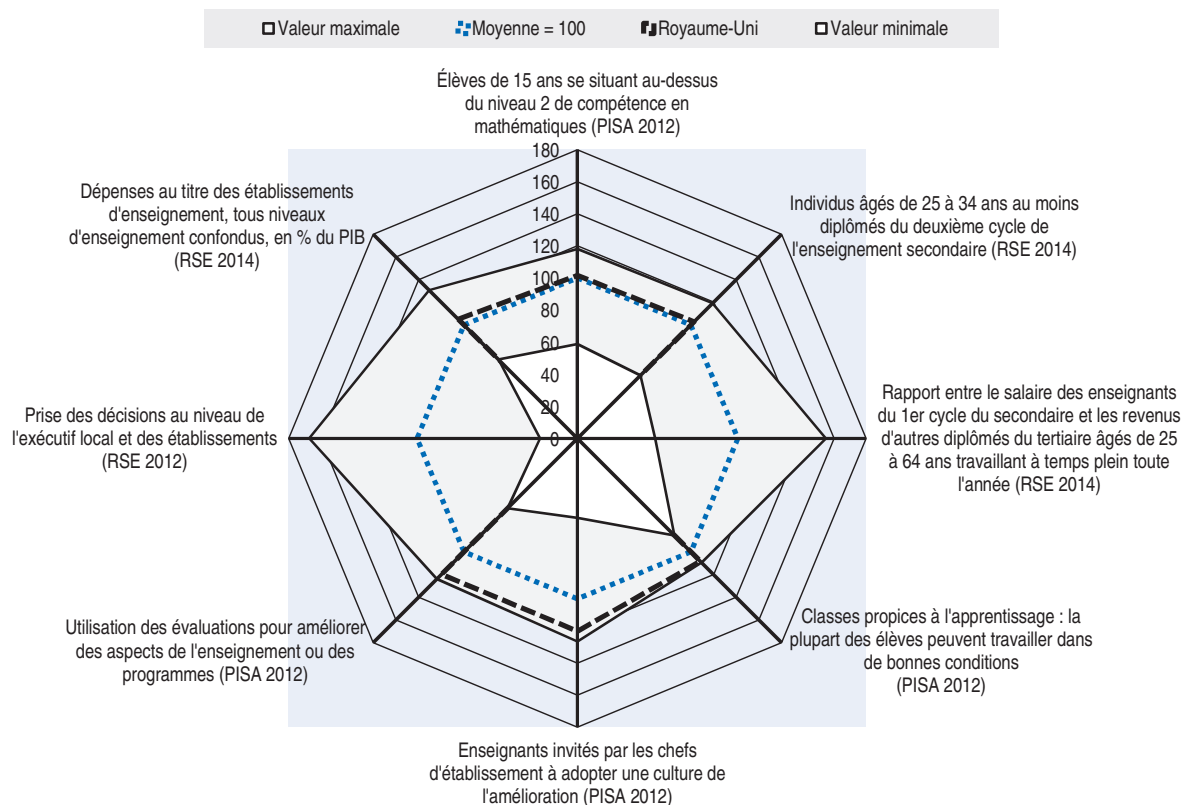 Valeur maximale Moyenne = 100 Royaume-Uni Valeur minimale
Élèves de 15 ans se situant au-dessus
du niveau 2 de compétence en
mathématiques (PISA 2012)
180
160
140
120
100
80
60
40
20
0
Individus âgés de 25 à 34 ans au moins
diplômés du deuxième cycle de
l'enseignement secondaire (RSE 2014)
Rapport entre le salaire des enseignants
du 1er cycle du secondaire et les revenus
d'autres diplômés du tertiaire âgés de 25
à 64 ans travaillant à temps plein toute
l'année (RSE 2014)
Classes propices à l'apprentissage : la
plupart des élèves peuvent travailler dans
de bonnes conditions
(PISA 2012)
Enseignants invités par les chefs
d'établissement à adopter une culture de
l'amélioration (PISA 2012)
Utilisation des évaluations pour améliorer
des aspects de l'enseignement ou des
programmes (PISA 2012)
Prise des décisions au niveau de
l'exécutif local et des établissements
(RSE 2012)
Dépenses au titre des établissements
d'enseignement, tous niveaux
d'enseignement confondus, en % du PIB
(RSE 2014)